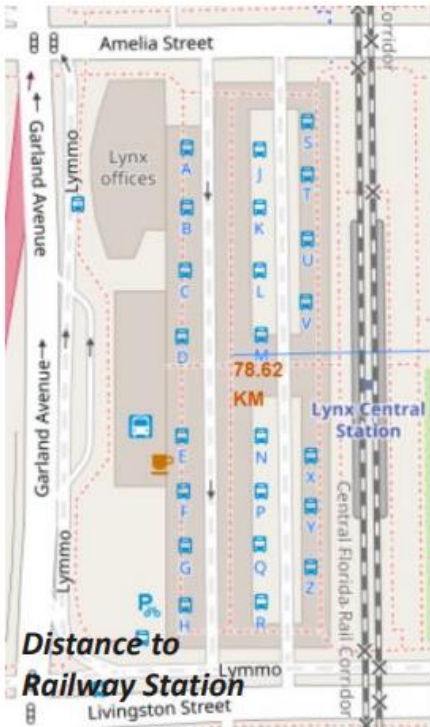 Corridor
Amelia Street
Garland Avenue
Lymmo
Lynx
offices
A
B
C
D
J
K
L
M
S
T
U
V
78.62
KM
Lynx Central
Station
Garland Avenue
Lymmo
E
F
G
H
N
P
Q
R
X
Y
Z
Central Florida Rail Corridor
P
Distance to
Railway Station
Lymmo
Livingston Street